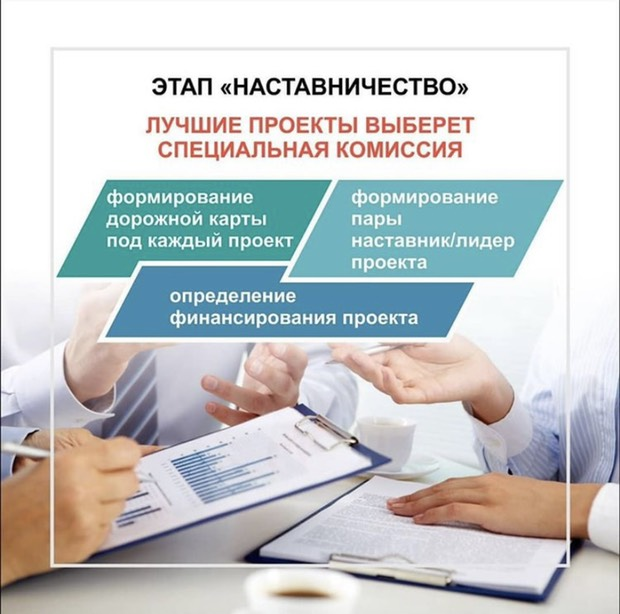 ЭТАП «НАСТАВНИЧЕСТВО»
ЛУЧШИЕ ПРОЕКТЫ ВЫБЕРЕТ
СПЕЦИАЛЬНАЯ КОМИССИЯ
формирование
дорожной карты
под каждый проект
формирование
пары
наставник/лидер
проекта
определение
финансирования проекта